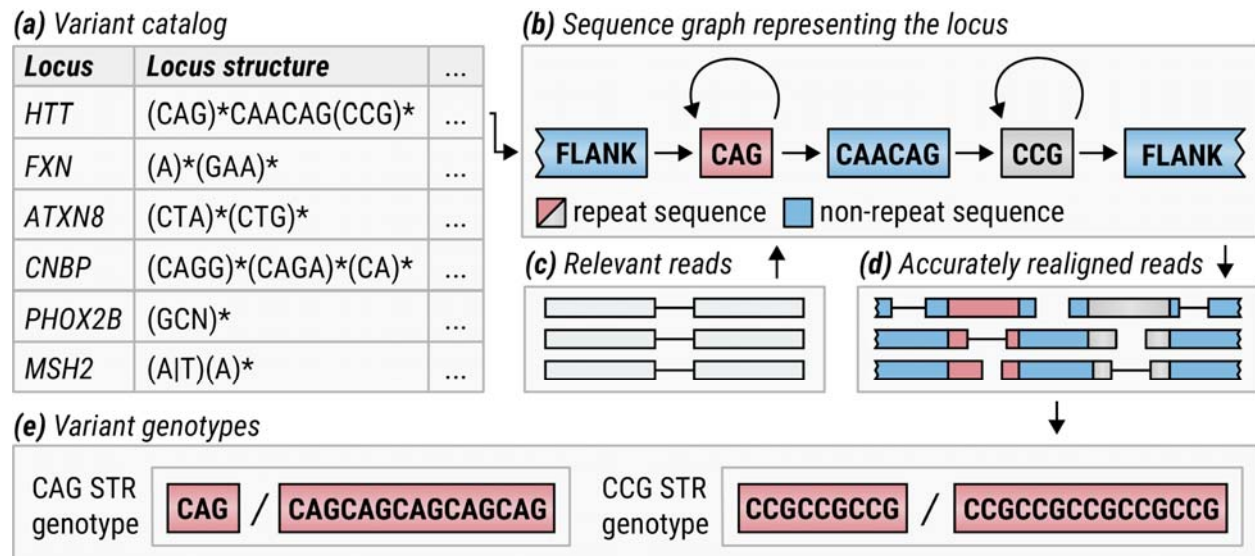 (a) Variant catalog
Locus Locus structure ...
HTT (CAG)*CAACAG(CCG)* ...
FXN (A)*(GAA)* ...
ATXN8 (CTA)*(CTG)* ...
CNBP (CAGG)*(CAGA)*(CA)* ...
PHOX2B (GCN)* ...
MSH2 (A|T)(A)* ...
(b) Sequence graph representing the locus
FLANK CAG CAACAG CCG FLANK
repeat sequence non-repeat sequence
(c) Relevant reads
(d) Accurately realigned reads
(e) Variant genotypes
CAG STR
genotype
CAG / CAGCAGCAGCAGCAG
CCG STR
genotype
CCGCCGCCG / CCGCCGCCGCCGCCG